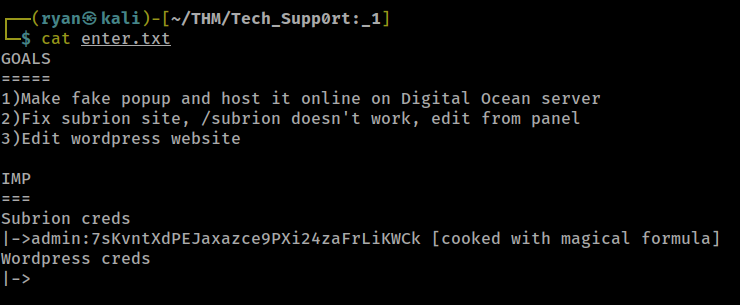 (ryan㉿kali)-[~/THM/Tech_Supp0rt:_1]
$ cat enter.txt
GOALS
=====
1)Make fake popup and host it online on Digital Ocean server
2)Fix subrion site, /subrion doesn't work, edit from panel
3)Edit wordpress website

IMP
===
Subrion creds
|->admin:7sKvntXdPEJaxazce9PXi24zaFrLiKWCk [cooked with magical formula]
Wordpress creds
|->